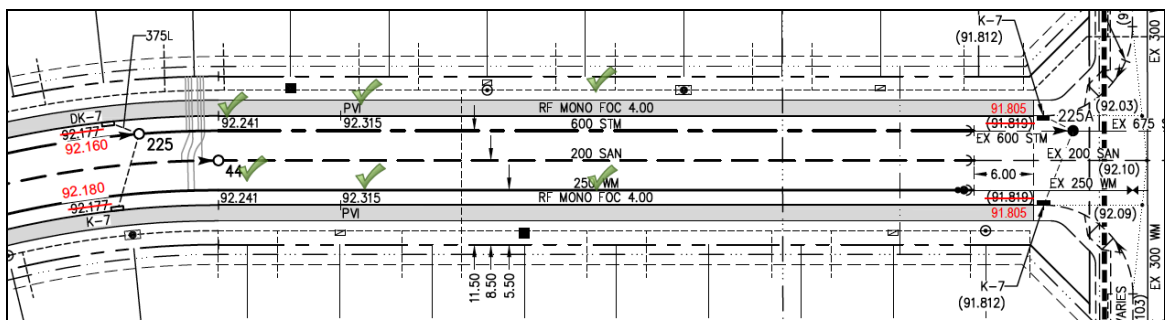 375L
K-7
(91.812)
EX 300
DK-7
92.177
92.160
225
92.241
PVI
92.315
RF MONO FOC 4.00
600 STM
91.805
(91.819)
EX 600 STM
225A
(92.03)
EX 675 S
44
200 SAN
EX 200 SAN
(92.10)
92.180
92.177
K-7
92.241
92.315
PVI
250 WM
RF MONO FOC 4.00
6.00
(91.819)
91.805
EX 250 WM
(92.09)
11.50
8.50
5.50
K-7
(91.812)
VARIES
103)
EX 300 WM